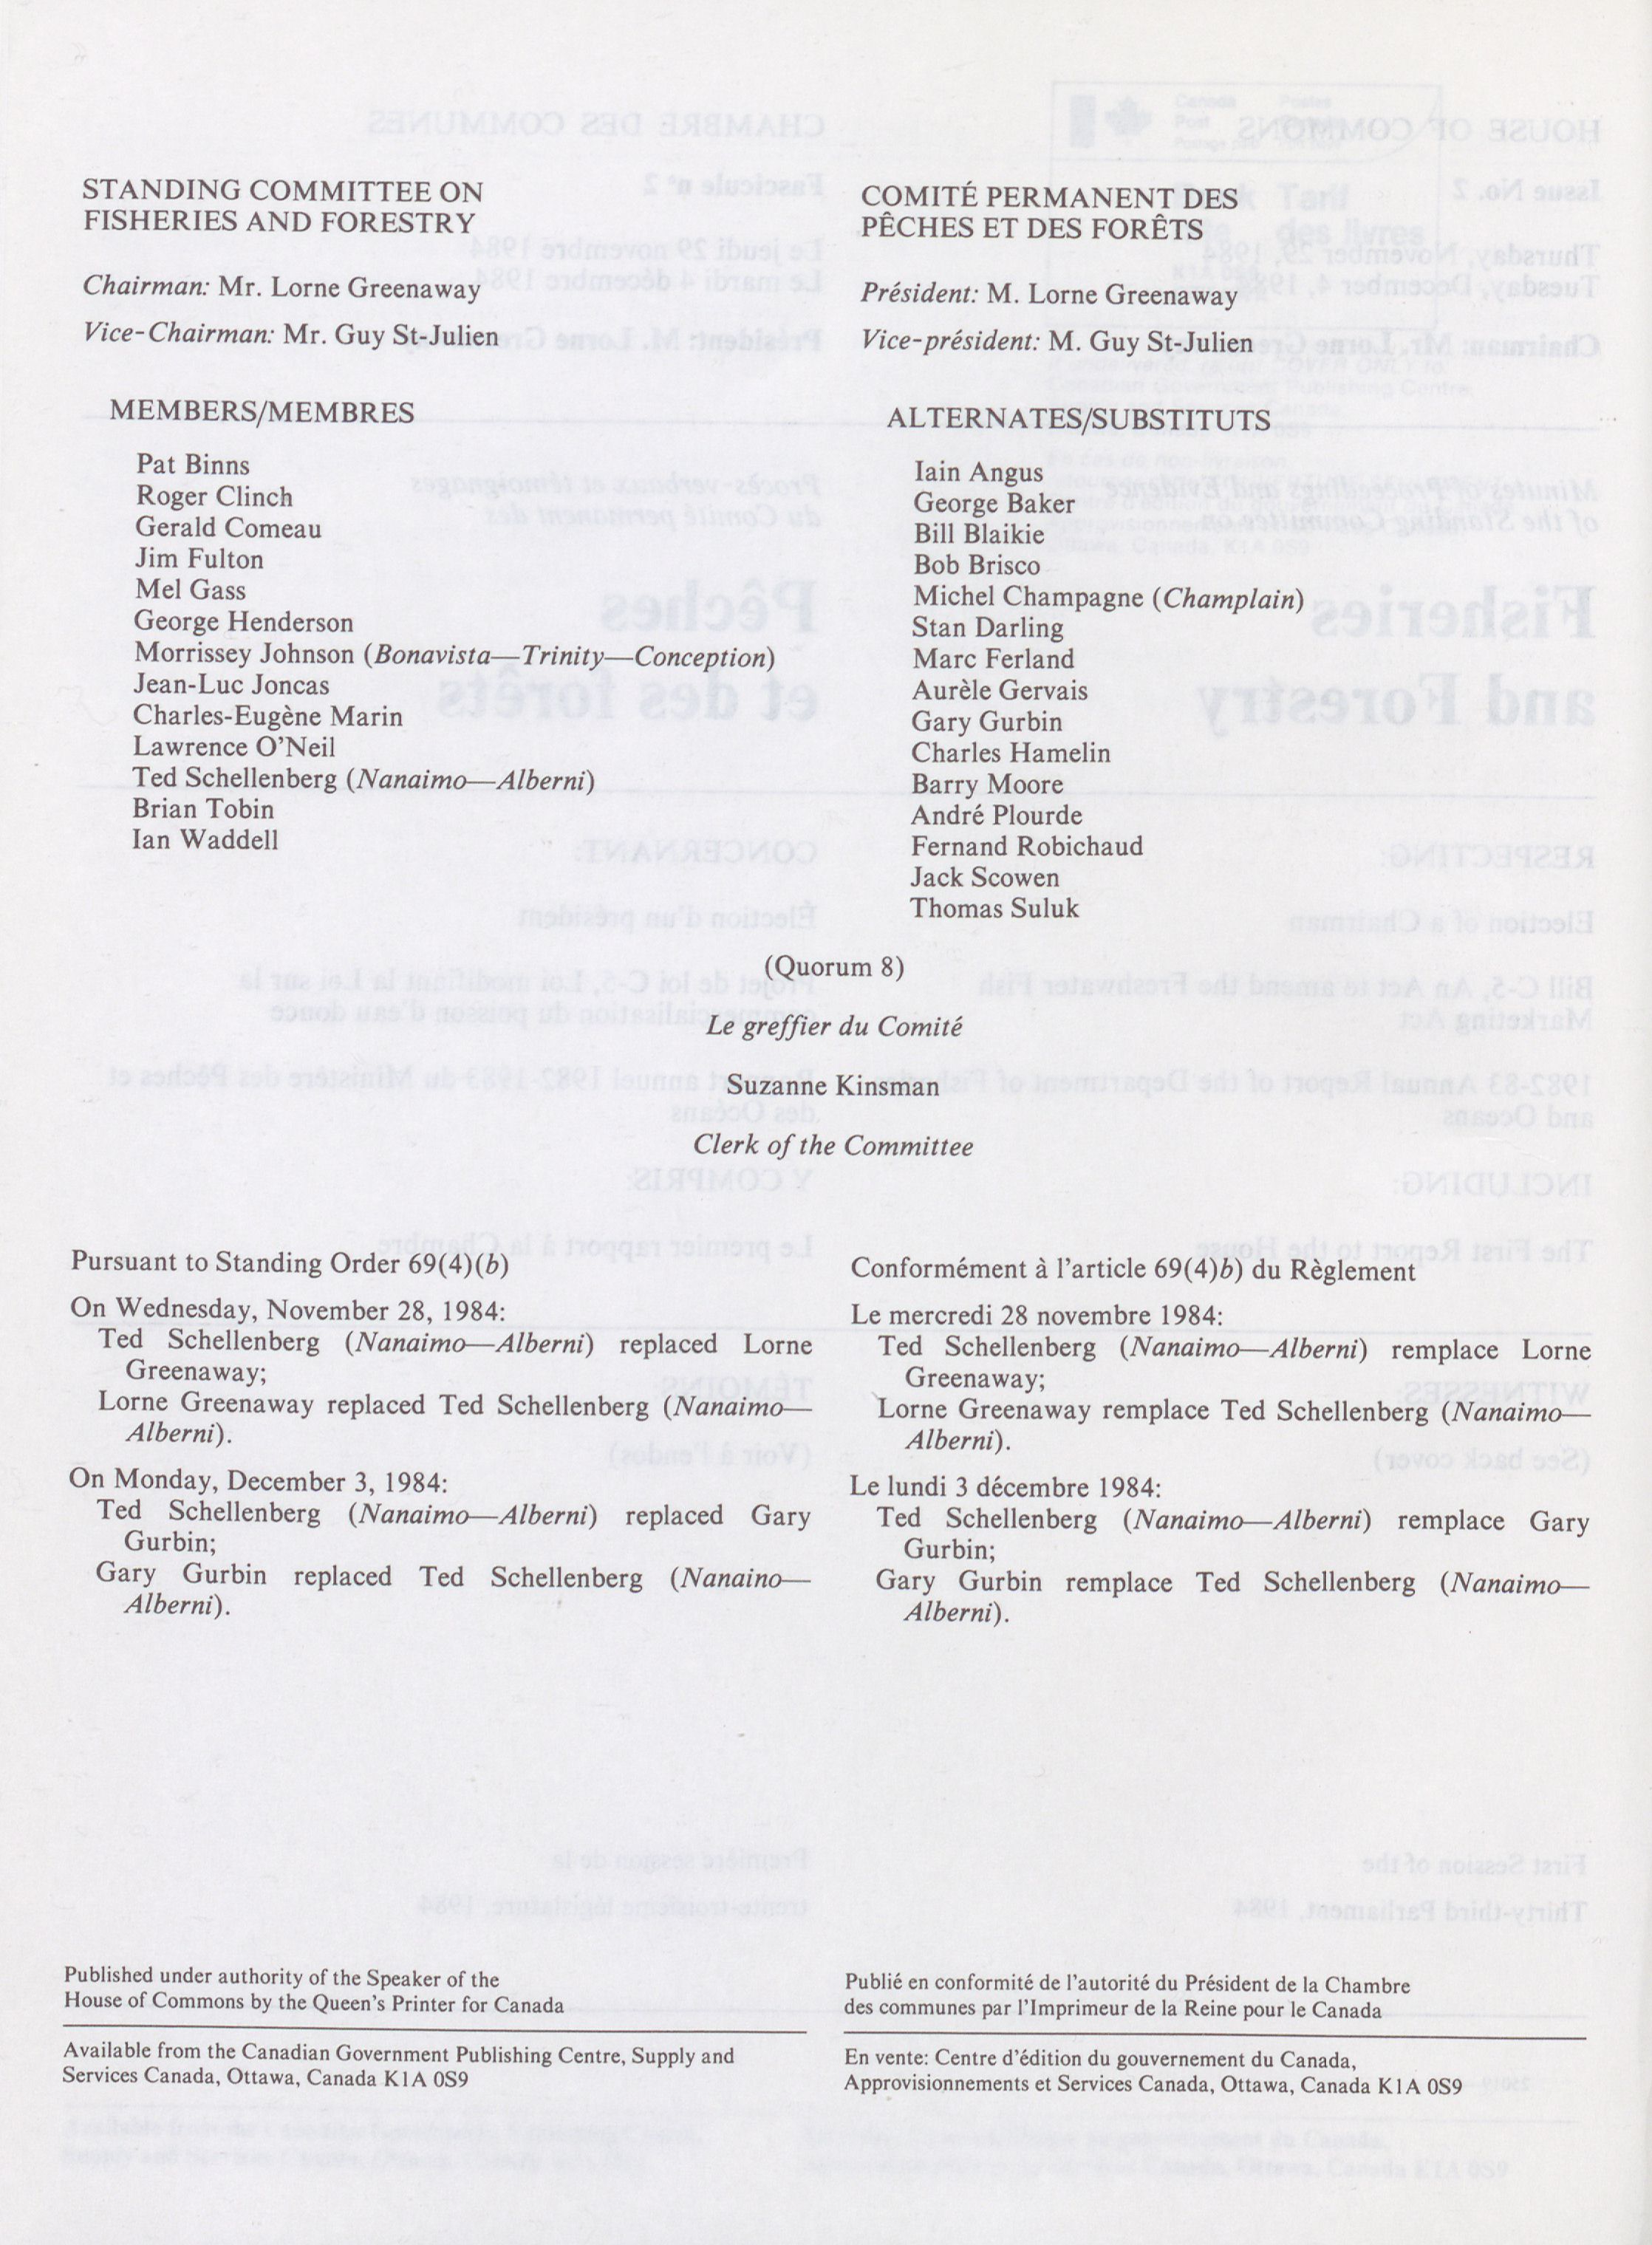 STANDING COMMITTEE ON
FISHERIES AND FORESTRY
Chairman: Mr. Lorne Greenaway
Vice-Chairman: Mr. Guy St-Julien
MEMBERS/MEMBRES
Pat Binns
Roger Clinch
Gerald Comeau
Jim Fulton
Mel Gass
George Henderson
Morrissey Johnson (Bonavista—Trinity—Conception)
Jean-Luc Joncas
Charles-Eugène Marin
Lawrence O'Neil
Ted Schellenberg (Nanaimo—Alberni)
Brian Tobin
Ian Waddell
COMITÉ PERMANENT DES
PÊCHES ET DES FORÊTS
Président: M. Lorne Greenaway
Vice-président: M. Guy St-Julien
ALTERNATES/SUBSTITUTS
Iain Angus
George Baker
Bill Blaikie
Bob Brisco
Michel Champagne (Champlain)
Stan Darling
Marc Ferland
Aurèle Gervais
Gary Gurbin
Charles Hamelin
Barry Moore
André Plourde
Fernand Robichaud
Jack Scowen
Thomas Suluk
(Quorum 8)
Le greffier du Comité
Suzanne Kinsman
Clerk of the Committee
Pursuant to Standing Order 69(4)(b)
On Wednesday, November 28, 1984:
Ted Schellenberg (Nanaimo—Alberni) replaced Lorne
Greenaway;
Lorne Greenaway replaced Ted Schellenberg (Nanaimo—
Alberni).
On Monday, December 3, 1984:
Ted Schellenberg (Nanaimo—Alberni) replaced Gary
Gurbin;
Gary Gurbin replaced Ted Schellenberg (Nanaino—
Alberni).
Conformément à l'article 69(4)b) du Règlement
Le mercredi 28 novembre 1984:
Ted Schellenberg (Nanaimo—Alberni) remplace Lorne
Greenaway;
Lorne Greenaway remplace Ted Schellenberg (Nanaimo—
Alberni).
Le lundi 3 décembre 1984:
Ted Schellenberg (Nanaimo—Alberni) remplace Gary
Gurbin;
Gary Gurbin remplace Ted Schellenberg (Nanaimo—
Alberni).
Published under authority of the Speaker of the
House of Commons by the Queen's Printer for Canada
Available from the Canadian Government Publishing Centre, Supply and
Services Canada, Ottawa, Canada K1A 0S9
Publié en conformité de l'autorité du Président de la Chambre
des communes par l'Imprimeur de la Reine pour le Canada
En vente: Centre d'édition du gouvernement du Canada,
Approvisionnements et Services Canada, Ottawa, Canada K1A 0S9